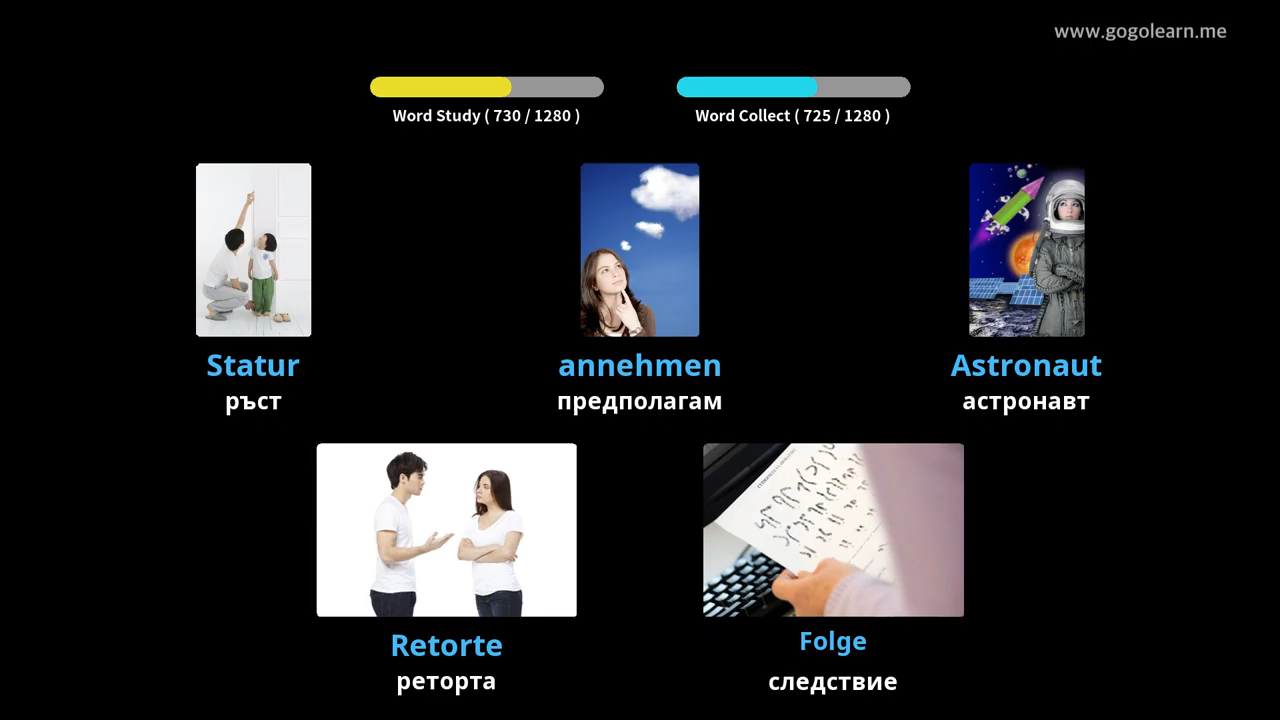 www.gogolearn.me
Word Study ( 730 / 1280 )
Word Collect ( 725 / 1280 )
Statur
ръст
annehmen
предполагам
Astronaut
астронавт
Retorte
реторта
Folge
следствие